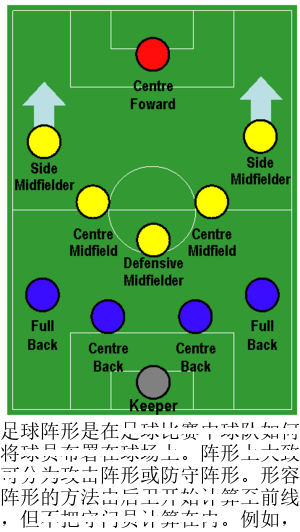 Centre
Foward
Side
Midfielder
Side
Midfielder
Centre
Midfield
Centre
Midfield
Defensive
Midfielder
Full
Back
Centre
Back
Centre
Back
Full
Back
Keeper
足球阵形是在足球比赛中球队如何
将球员布署在球场上。阵形上大致
可分为攻击阵形或防守阵形。形容
阵形的方法由后卫开始计算至前线
，但不把守门员计算在内。例如.